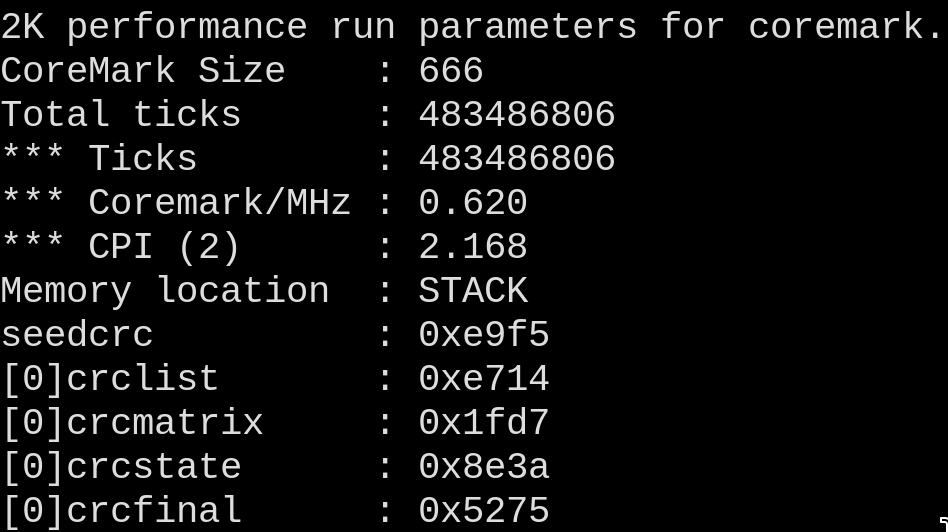 2K performance run parameters for coremark.
CoreMark Size    : 666
Total ticks      : 483486806
*** Ticks        : 483486806
*** Coremark/MHz : 0.620
*** CPI (2)      : 2.168
Memory location  : STACK
seedcrc          : 0xe9f5
[0]crclist       : 0xe714
[0]crcmatrix     : 0x1fd7
[0]crcstate      : 0x8e3a
[0]crcfinal      : 0x5275